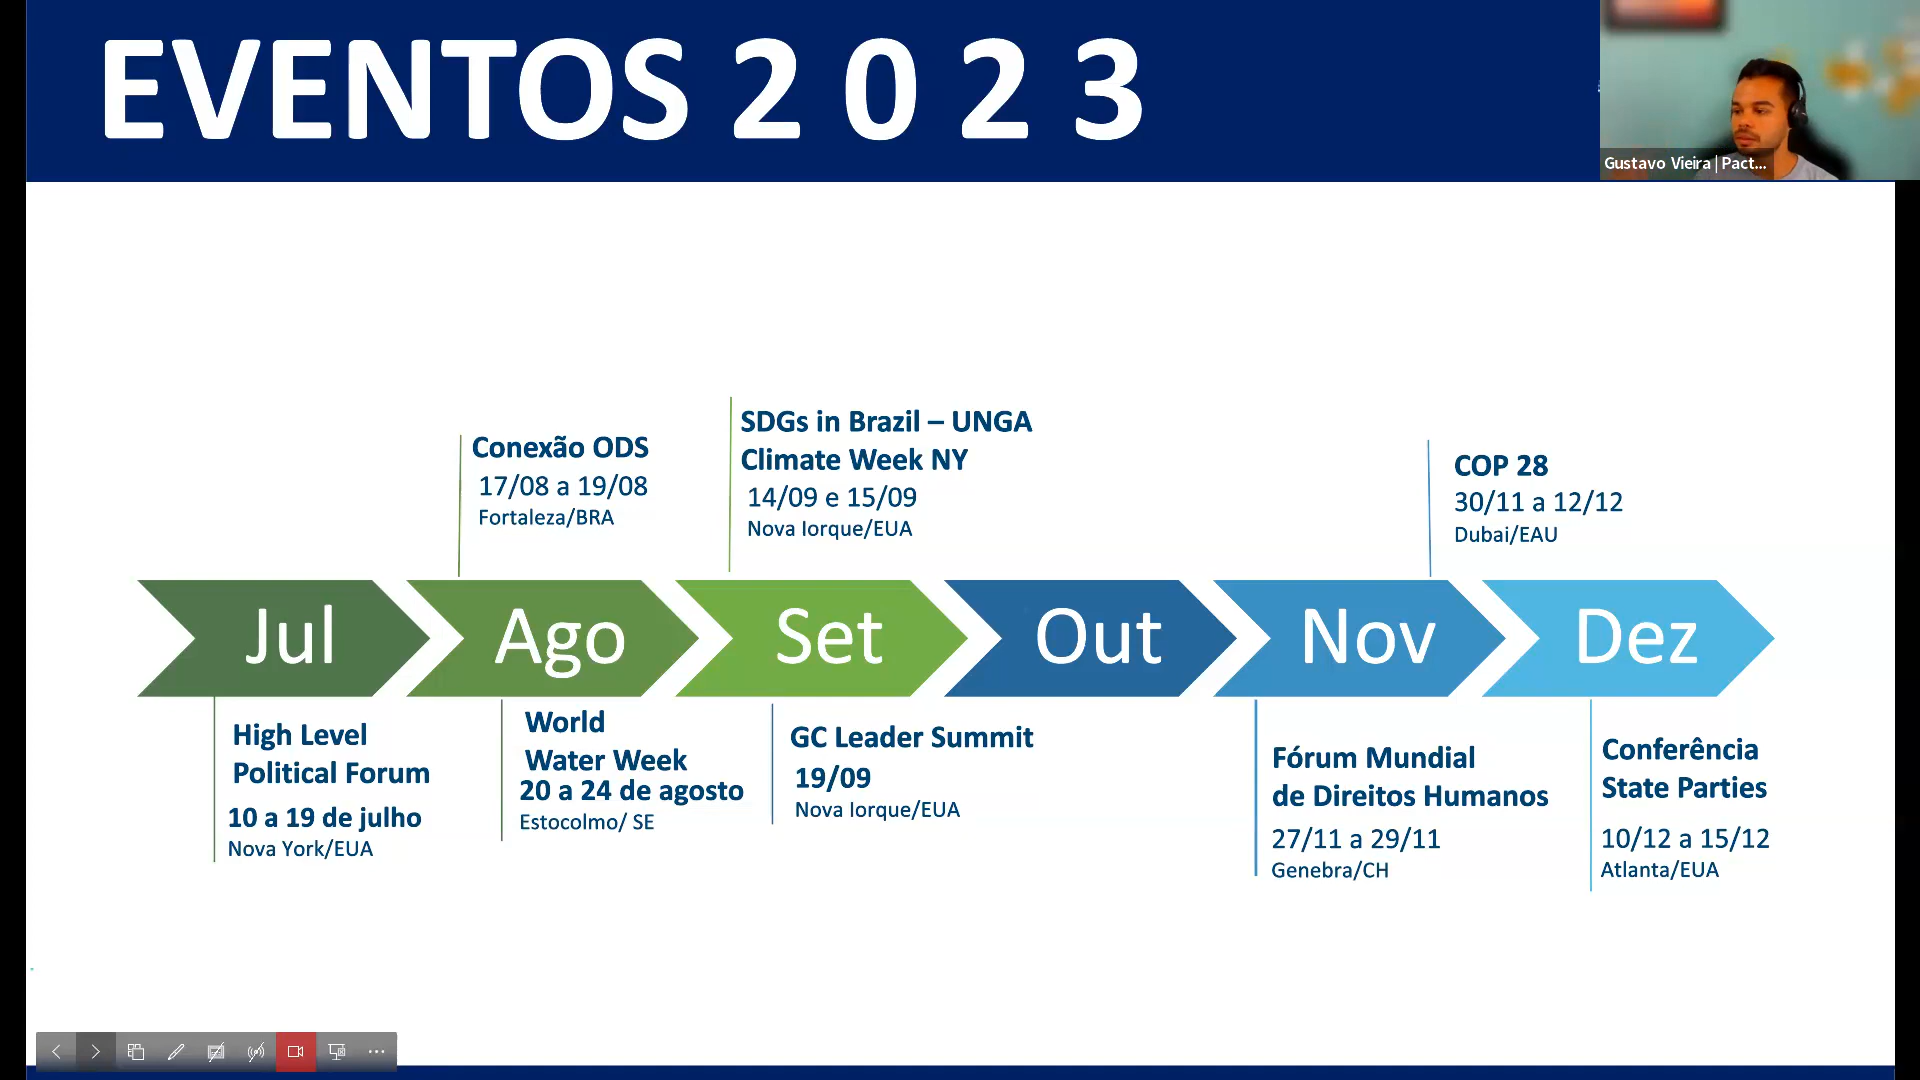 EVENTOS 2 0 2 3
Gustavo Vieira | Pact...
Conexão ODS
17/08 a 19/08
Fortaleza/BRA
SDGs in Brazil – UNGA
Climate Week NY
14/09 e 15/09
Nova Iorque/EUA
COP 28
30/11 a 12/12
Dubai/EAU
Jul
Ago
Set
Out
Nov
Dez
High Level
Political Forum
10 a 19 de julho
Nova York/EUA
World
Water Week
20 a 24 de agosto
Estocolmo/ SE
GC Leader Summit
19/09
Nova Iorque/EUA
Fórum Mundial
de Direitos Humanos
27/11 a 29/11
Genebra/CH
Conferência
State Parties
10/12 a 15/12
Atlanta/EUA